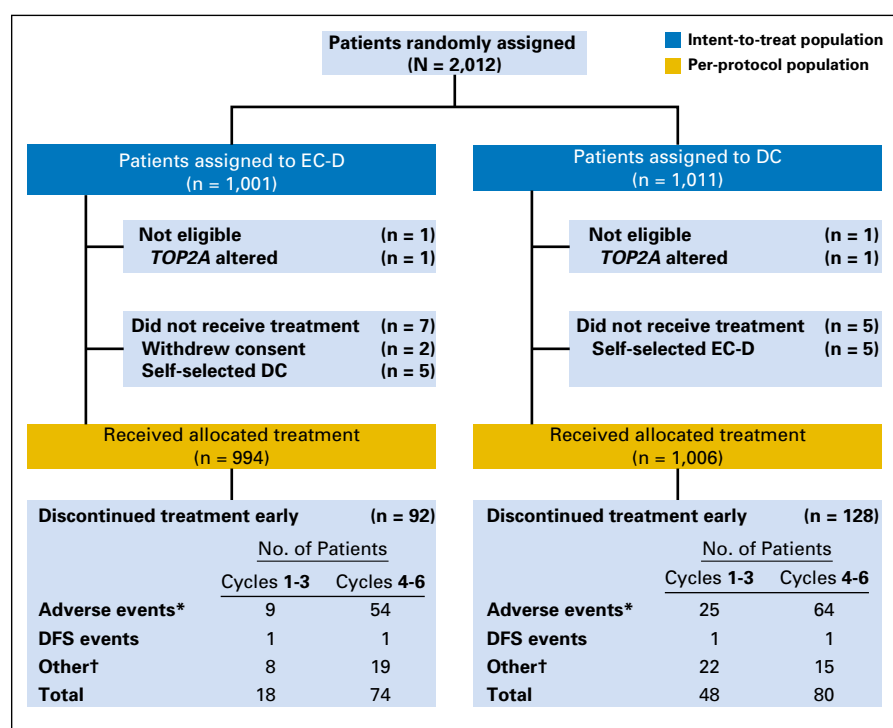 Patients randomly assigned
(N = 2,012)
Intent-to-treat population
Per-protocol population
Patients assigned to EC-D
(n = 1,001)
Not eligible (n = 1)
TOP2A altered (n = 1)
Did not receive treatment (n = 7)
Withdrew consent (n = 2)
Self-selected DC (n = 5)
Received allocated treatment
(n = 994)
Discontinued treatment early (n = 92)
No. of Patients
Cycles 1-3 Cycles 4-6
Adverse events* 9 54
DFS events 1 1
Other† 8 19
Total 18 74
Patients assigned to DC
(n = 1,011)
Not eligible (n = 1)
TOP2A altered (n = 1)
Did not receive treatment (n = 5)
Self-selected EC-D (n = 5)
Received allocated treatment
(n = 1,006)
Discontinued treatment early (n = 128)
No. of Patients
Cycles 1-3 Cycles 4-6
Adverse events* 25 64
DFS events 1 1
Other† 22 15
Total 48 80